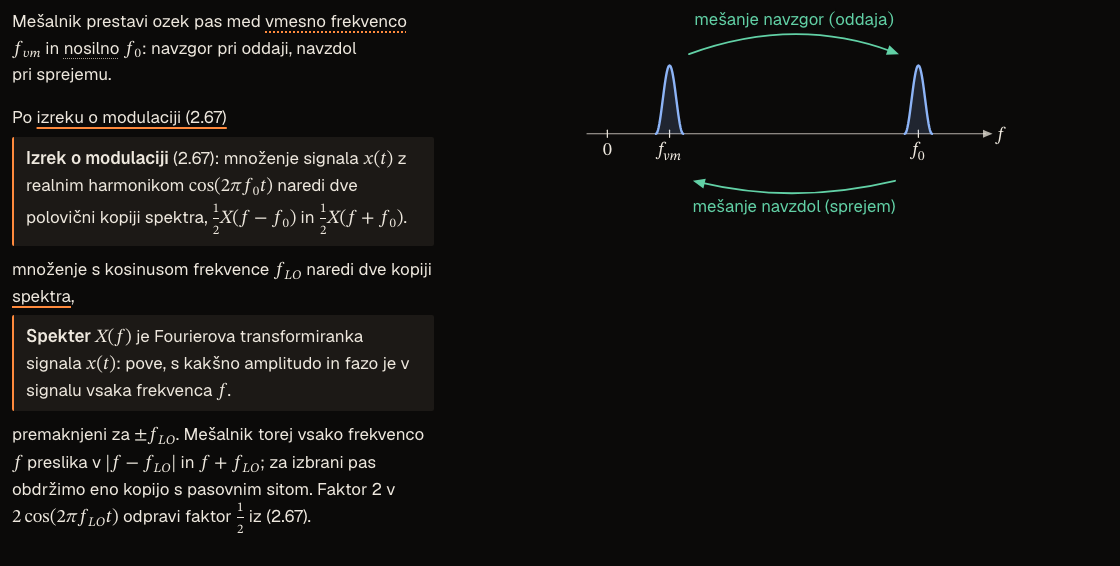 Mešalnik prestavi ozek pas med vmesno frekvenco
f_vm in nosilno f_0: navzgor pri oddaji, navzdol
pri sprejemu.
Po izreku o modulaciji (2.67)
Izrek o modulaciji (2.67): množenje signala x(t) z
realnim harmonikom cos(2πf_0t) naredi dve
polovični kopiji spektra, 1/2X(f − f_0) in 1/2X(f + f_0).
množenje s kosinusom frekvence f_LO naredi dve kopiji
spektra,
Spekter X(f) je Fourierova transformiranka
signala x(t): pove, s kakšno amplitudo in fazo je v
signalu vsaka frekvenca f.
premaknjeni za ±f_LO. Mešalnik torej vsako frekvenco
f preslika v |f − f_LO| in f + f_LO; za izbrani pas
obdržimo eno kopijo s pasovnim sitom. Faktor 2 v
2 cos(2πf_LOt) odpravi faktor 1/2 iz (2.67).
mešanje navzgor (oddaja)
0
f_vm
f_0
f
mešanje navzdol (sprejem)